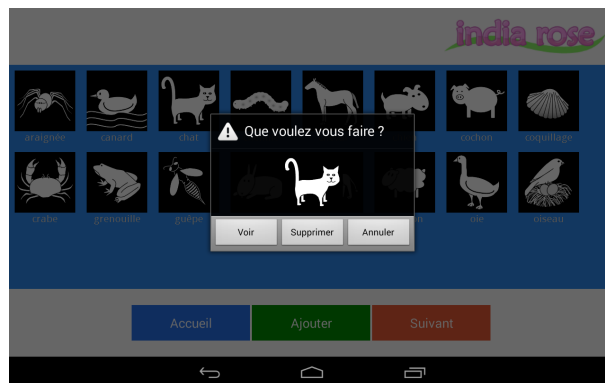 india rose
araignée canard chat cochon coquillage
Que voulez vous faire ?
crabe grenouille guêpe oie oiseau
Voir Supprimer Annuler
Accueil Ajouter Suivant